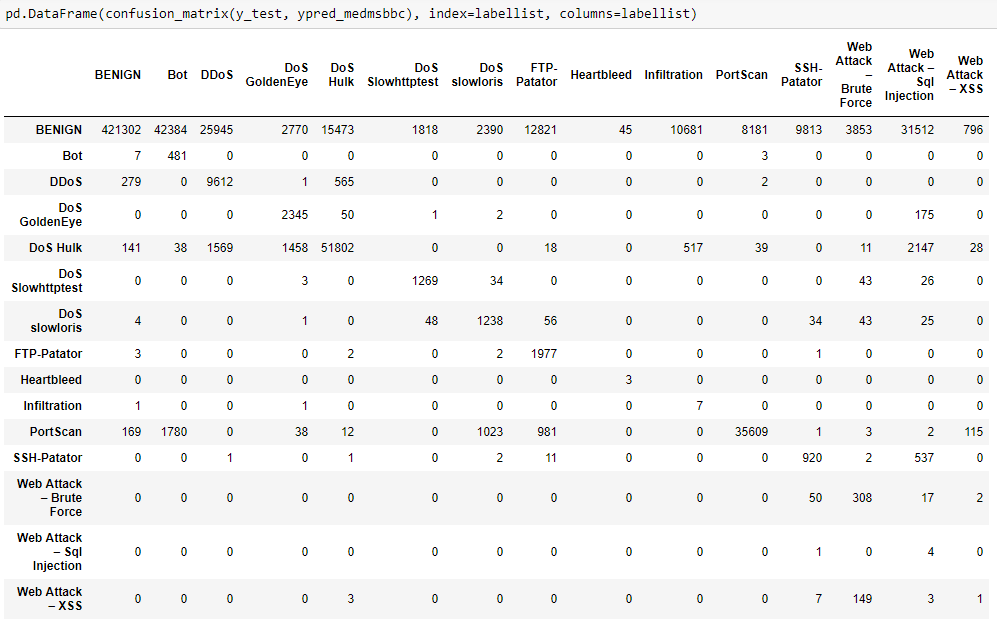 pd.DataFrame(confusion_matrix(y_test, ypred_medmsbbc), index=labellist, columns=labellist)
BENIGN Bot DDoS DoS GoldenEye DoS Hulk DoS Slowhttptest DoS slowloris FTP-Patator Heartbleed Infiltration PortScan SSH-Patator Web Attack – Brute Force Web Attack – Sql Injection Web Attack – XSS
BENIGN 421302 42384 25945 2770 15473 1818 2390 12821 45 10681 8181 9813 3853 31512 796
Bot 7 481 0 0 0 0 0 0 0 0 3 0 0 0 0
DDoS 279 0 9612 1 565 0 0 0 0 0 2 0 0 0 0
DoS GoldenEye 0 0 0 2345 50 1 2 0 0 0 0 0 0 175 0
DoS Hulk 141 38 1569 1458 51802 0 0 18 0 517 39 0 11 2147 28
DoS Slowhttptest 0 0 0 3 0 1269 34 0 0 0 0 0 43 26 0
DoS slowloris 4 0 0 1 0 48 1238 56 0 0 0 34 43 25 0
FTP-Patator 3 0 0 0 2 0 2 1977 0 0 0 1 0 0 0
Heartbleed 0 0 0 0 0 0 0 0 3 0 0 0 0 0 0
Infiltration 1 0 0 1 0 0 0 0 0 7 0 0 0 0 0
PortScan 169 1780 0 38 12 0 1023 981 0 0 35609 1 3 2 115
SSH-Patator 0 0 1 0 1 0 2 11 0 0 0 920 2 537 0
Web Attack – Brute Force 0 0 0 0 0 0 0 0 0 0 0 50 308 17 2
Web Attack – Sql Injection 0 0 0 0 0 0 0 0 0 0 0 1 0 4 0
Web Attack – XSS 0 0 0 0 3 0 0 0 0 0 0 7 149 3 1